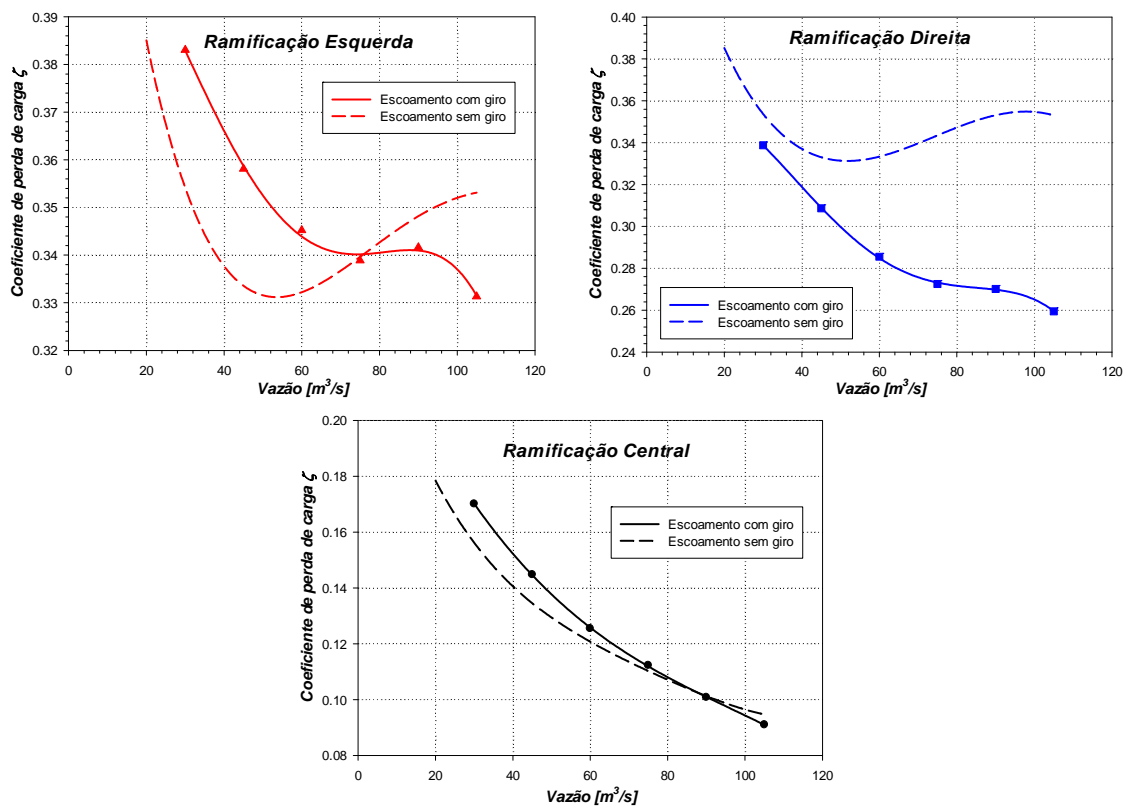 Ramificação Esquerda
Coeficiente de perda de carga ζ
0.39
0.38
0.37
0.36
0.35
0.34
0.33
0.32
Escoamento com giro
Escoamento sem giro
0 20 40 60 80 100 120
Vazão [m³/s]
Ramificação Direita
Coeficiente de perda de carga ζ
0.40
0.36
0.34
0.32
0.28
0.26
0.24
Escoamento com giro
Escoamento sem giro
0 20 40 60 80 100 120
Vazão [m³/s]
Ramificação Central
Coeficiente de perda de carga ζ
0.20
0.18
0.16
0.14
0.12
0.10
0.08
Escoamento com giro
Escoamento sem giro
0 20 40 60 80 100 120
Vazão [m³/s]